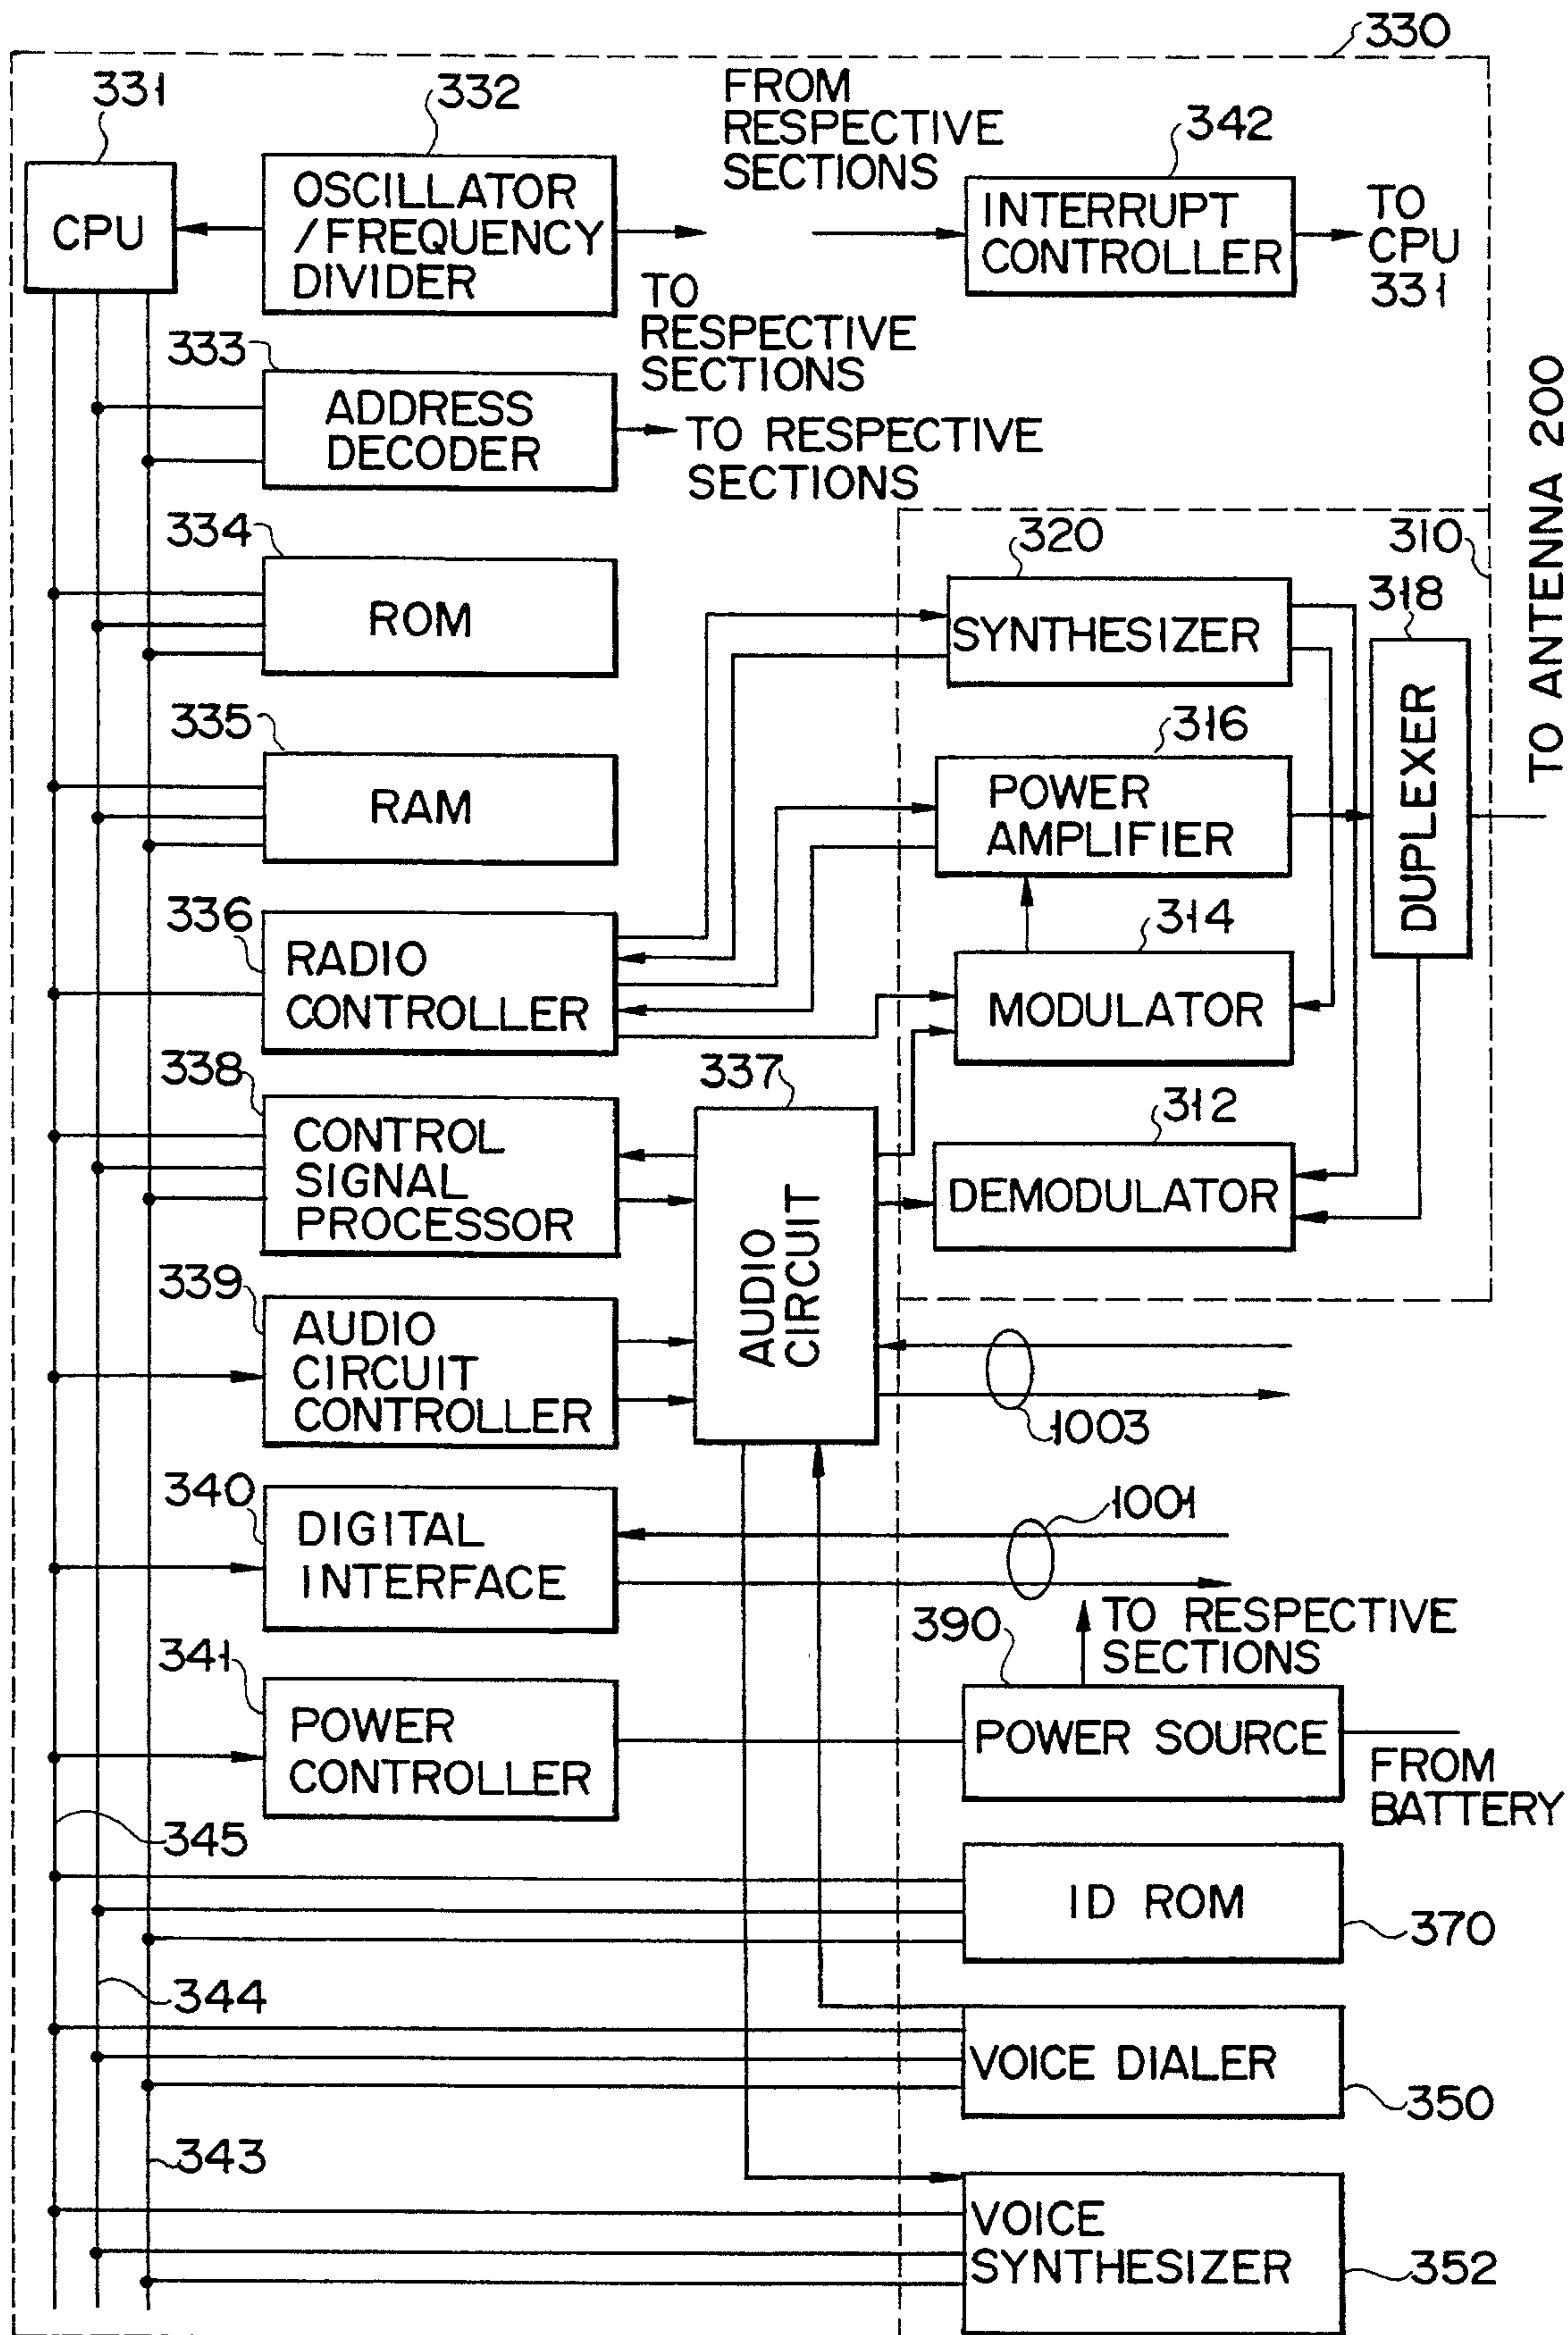 330
331
332
FROM
RESPECTIVE
SECTIONS
342
CPU
OSCILLATOR
/FREQUENCY
DIVIDER
INTERRUPT
CONTROLLER
TO
CPU
331
TO
RESPECTIVE
SECTIONS
333
ADDRESS
DECODER
TO RESPECTIVE
SECTIONS
TO ANTENNA 200
334
ROM
320
310
SYNTHESIZER
318
DUPLEXER
335
RAM
316
POWER
AMPLIFIER
336
RADIO
CONTROLLER
314
MODULATOR
338
CONTROL
SIGNAL
PROCESSOR
337
AUDIO
CIRCUIT
312
DEMODULATOR
339
AUDIO
CIRCUIT
CONTROLLER
1003
340
DIGITAL
INTERFACE
1001
341
POWER
CONTROLLER
390
TO RESPECTIVE
SECTIONS
POWER SOURCE
FROM
BATTERY
345
ID ROM
370
344
VOICE DIALER
350
343
VOICE
SYNTHESIZER
352